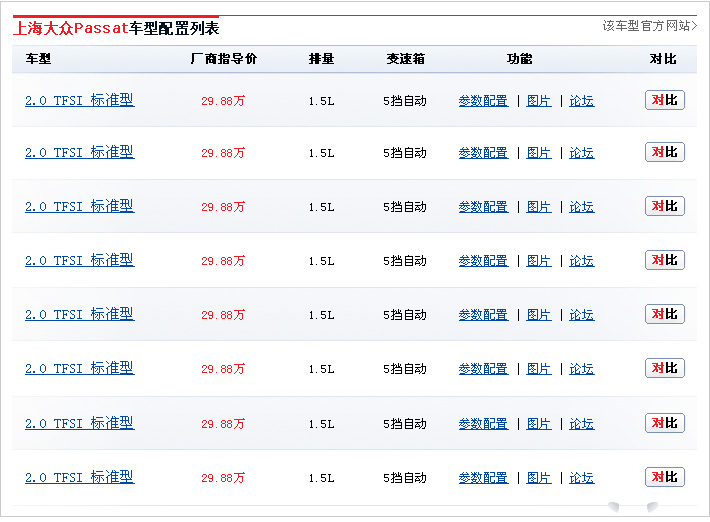 上海大众Passat车型配置列表 该车型官方网站>
车型 厂商指导价 排量 变速箱 功能 对比
2.0 TFSI 标准型 29.88万 1.5L 5挡自动 参数配置 | 图片 | 论坛 对比
2.0 TFSI 标准型 29.88万 1.5L 5挡自动 参数配置 | 图片 | 论坛 对比
2.0 TFSI 标准型 29.88万 1.5L 5挡自动 参数配置 | 图片 | 论坛 对比
2.0 TFSI 标准型 29.88万 1.5L 5挡自动 参数配置 | 图片 | 论坛 对比
2.0 TFSI 标准型 29.88万 1.5L 5挡自动 参数配置 | 图片 | 论坛 对比
2.0 TFSI 标准型 29.88万 1.5L 5挡自动 参数配置 | 图片 | 论坛 对比
2.0 TFSI 标准型 29.88万 1.5L 5挡自动 参数配置 | 图片 | 论坛 对比
2.0 TFSI 标准型 29.88万 1.5L 5挡自动 参数配置 | 图片 | 论坛 对比